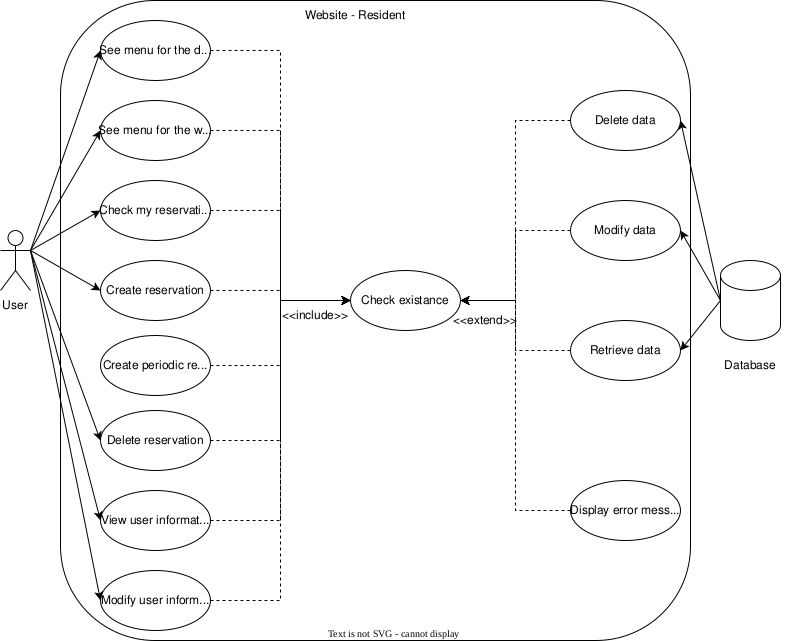 Website - Resident
See menu for the d...
See menu for the w...
Check my reservati...
Create reservation
Create periodic re...
Delete reservation
View user informat...
Modify user inform...
User
Check existance
<<include>>
<<extend>>
Delete data
Modify data
Retrieve data
Display error mess...
Database
Text is not SVG - cannot display